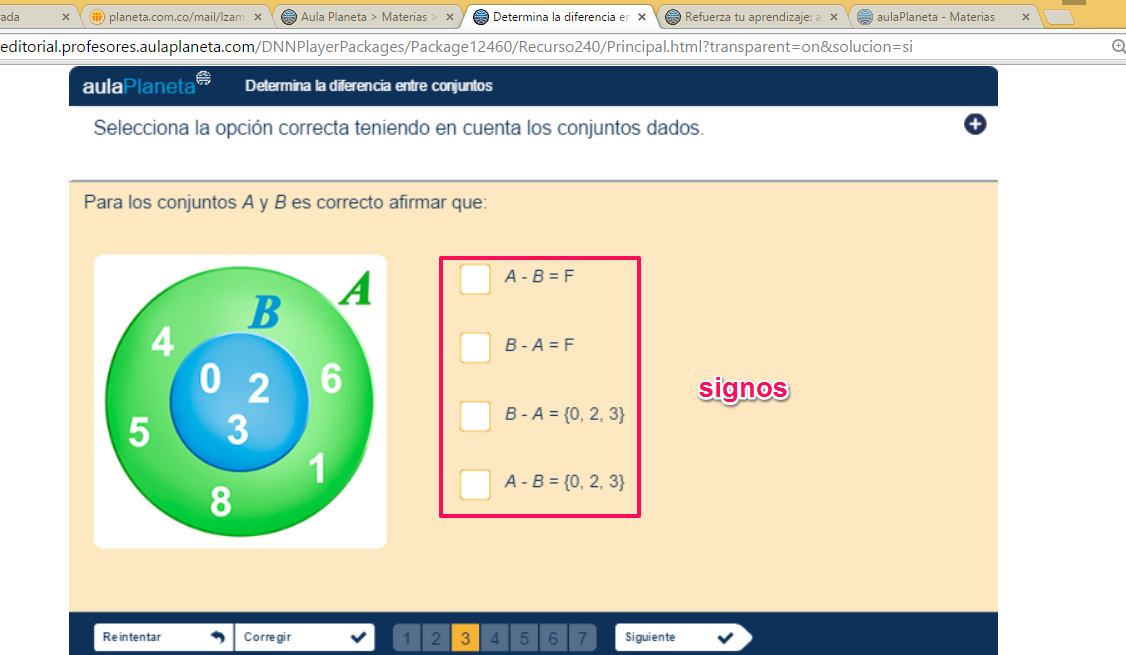 rada
planeta.com.co/mail/Izam
Aula Planeta > Materias >
Determina la diferencia er
Refuerza tu aprendizaje: a
aulaPlaneta - Materias
editorial.profesores.aulaplaneta.com/DNNPlayerPackages/Package12460/Recurso240/Principal.html?transparent=on&solucion=si
aulaPlaneta
Determina la diferencia entre conjuntos
Selecciona la opción correcta teniendo en cuenta los conjuntos dados.
Para los conjuntos A y B es correcto afirmar que:
A
B
4
0
2
6
3
5
1
8
A - B = F
B - A = F
B - A = {0, 2, 3}
A - B = {0, 2, 3}
signos
Reintentar
Corregir
1 2 3 4 5 6 7
Siguiente